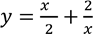 y = x/2 + 2/x